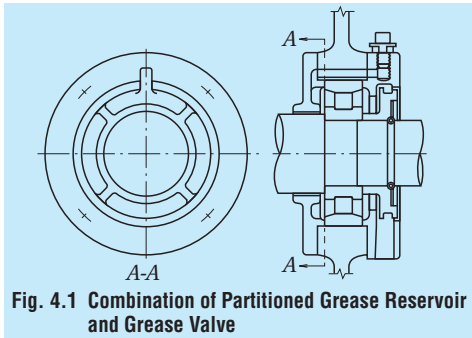 A
A
A-A
Fig. 4.1 Combination of Partitioned Grease Reservoir
and Grease Valve